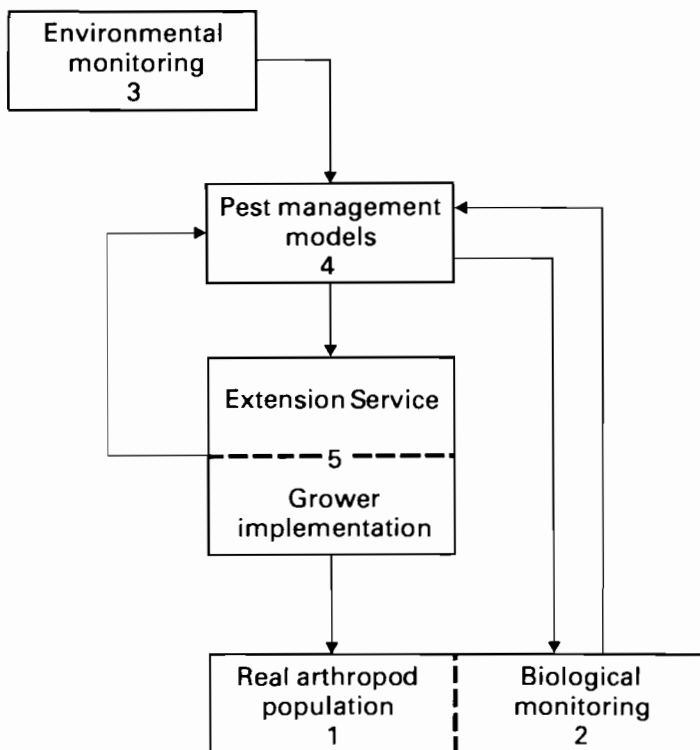 Environmental
monitoring
3
Pest management
models
4
Extension Service
5
Grower
implementation
Real arthropod
population
1
Biological
monitoring
2